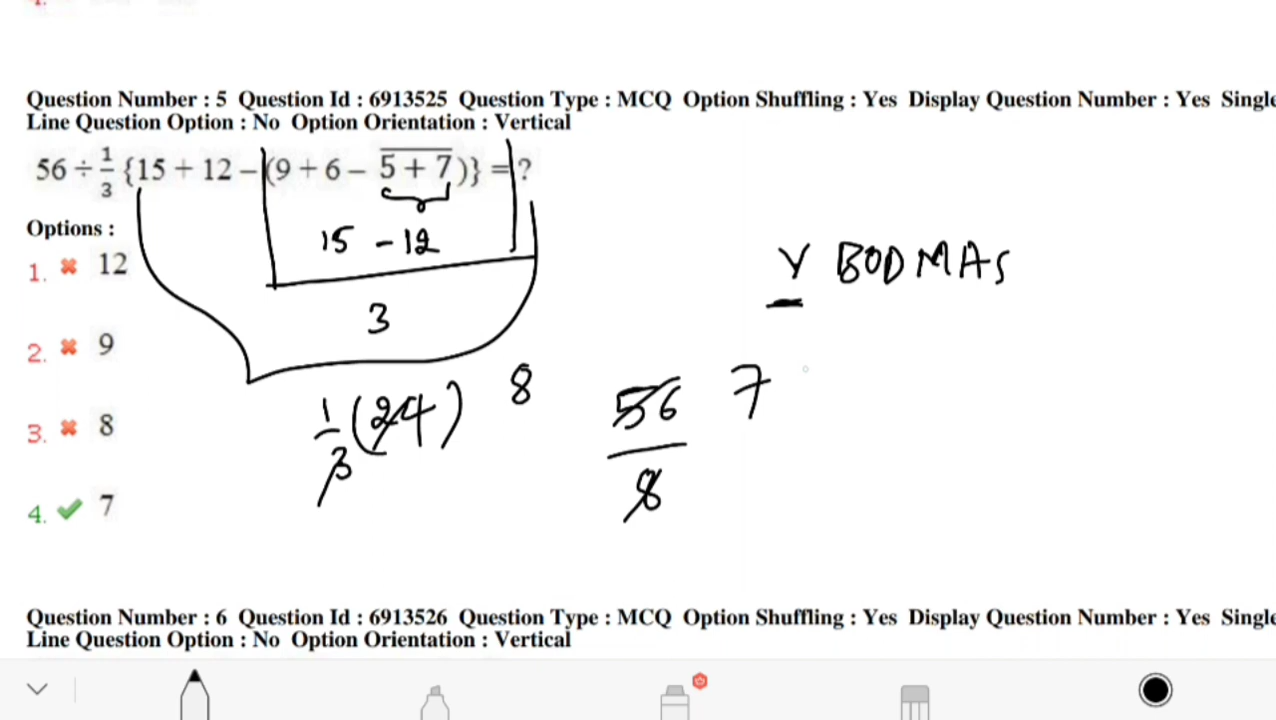 4.
Question Number : 5 Question Id : 6913525 Question Type : MCQ Option Shuffling : Yes Display Question Number : Yes Single
Line Question Option : No Option Orientation : Vertical
56 ÷ 1/3 {15 + 12 – (9 + 6 – 5 + 7)} = ?
Options :
15 - 12
V BODMAS
1. 12
3
2. 9
1/3 (24) 8
56/8 7
3. 8
4. 7
Question Number : 6 Question Id : 6913526 Question Type : MCQ Option Shuffling : Yes Display Question Number : Yes Single
Line Question Option : No Option Orientation : Vertical